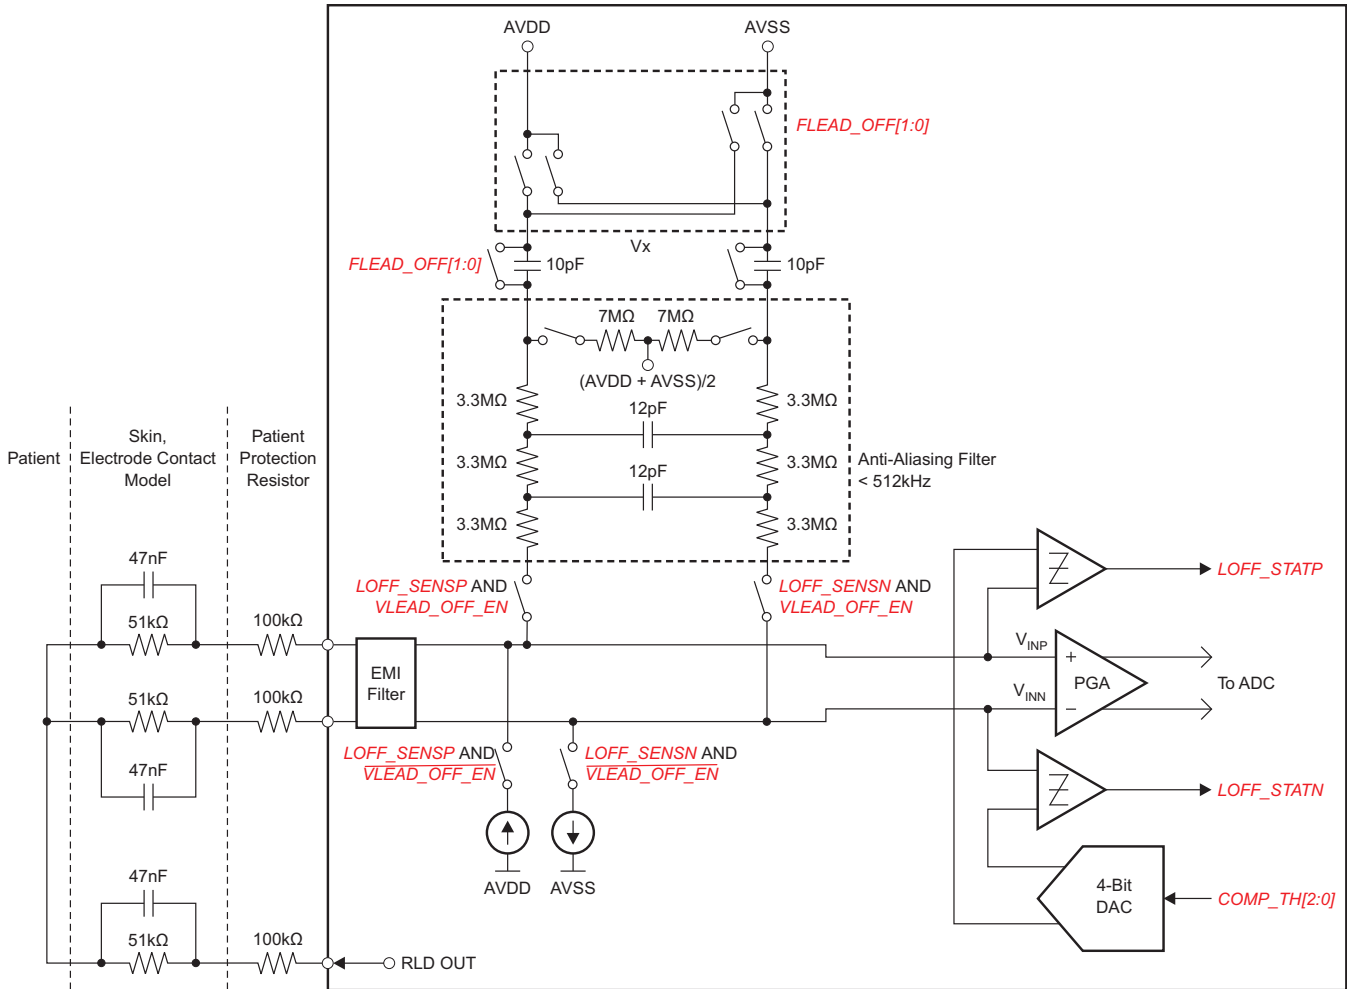 AVDD
AVSS
FLEAD_OFF[1:0]
Vx
FLEAD_OFF[1:0]
10pF
10pF
7MΩ
7MΩ
(AVDD + AVSS)/2
3.3MΩ
12pF
3.3MΩ
3.3MΩ
12pF
3.3MΩ
Anti-Aliasing Filter
< 512kHz
3.3MΩ
3.3MΩ
Patient
Skin,
Electrode Contact
Model
Patient
Protection
Resistor
47nF
51kΩ
100kΩ
LOFF_SENSP AND
VLEAD_OFF_EN
LOFF_SENSN AND
VLEAD_OFF_EN
LOFF_STATP
EMI
Filter
VINP
+
PGA
To ADC
VINN
−
51kΩ
100kΩ
47nF
LOFF_SENSP AND
VLEAD_OFF_EN
LOFF_SENSN AND
VLEAD_OFF_EN
LOFF_STATN
AVDD
AVSS
4-Bit
DAC
COMP_TH[2:0]
47nF
51kΩ
100kΩ
RLD OUT